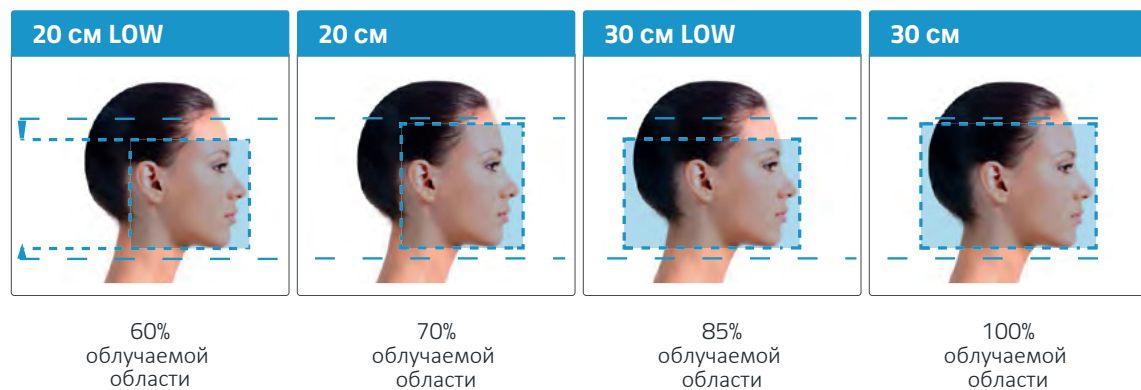 20 см LOW
20 см
30 см LOW
30 см
60%
облучаемой
области
70%
облучаемой
области
85%
облучаемой
области
100%
облучаемой
области